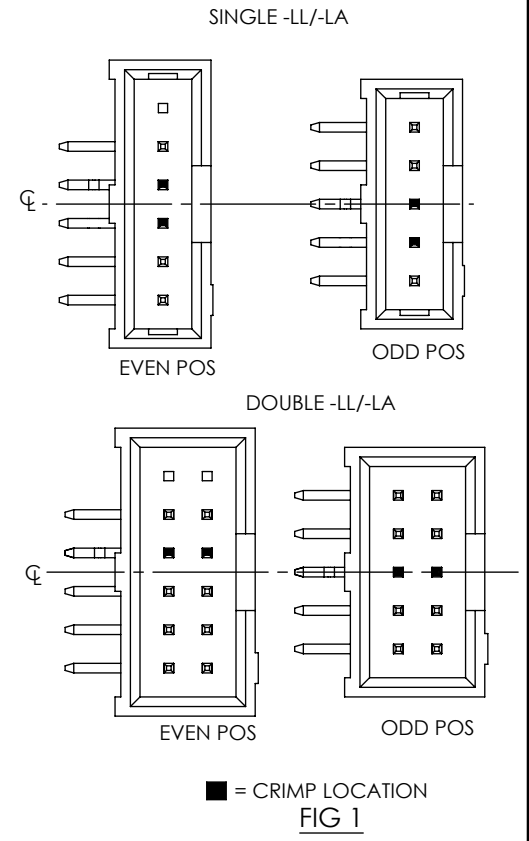 SINGLE -LL/-LA
℄
EVEN POS
ODD POS
DOUBLE -LL/-LA
℄
EVEN POS
ODD POS
= CRIMP LOCATION
FIG 1